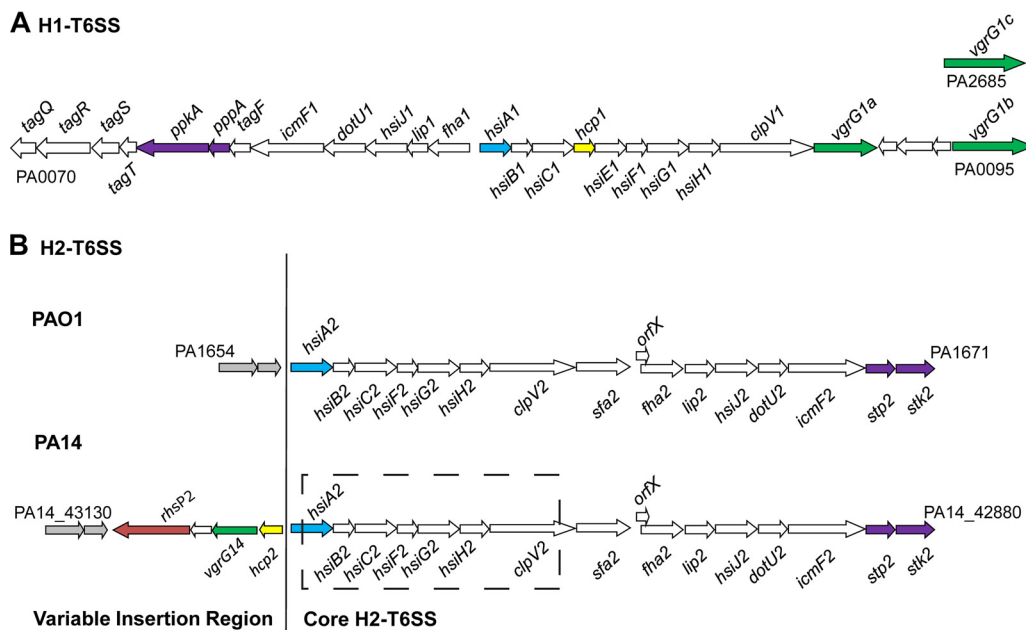 A H1-T6SS
vgrG1c
PA2685
tagQ tagR tagS ppkA pppA tagF icmF1 dotU1 hsiJ1 lip1 fha1 hsiA1 hcp1 clpV1 vgrG1a vgrG1b
PA0070 tagT hsiB1 hsiC1 hsiE1 hsiF1 hsiG1 hsiH1 PA0095
B H2-T6SS
PAO1
PA1654 hsiA2 orfX PA1671
hsiB2 hsiC2 hsiF2 hsiG2 hsiH2 clpV2 sfa2 fha2 lip2 hsiJ2 dotU2 icmF2 stp2 stk2
PA14
PA14_43130 rhsP2 hsiA2 orfX PA14_42880
vgrG14 hcp2 hsiB2 hsiC2 hsiF2 hsiG2 hsiH2 clpV2 sfa2 fha2 lip2 hsiJ2 dotU2 icmF2 stp2 stk2
Variable Insertion Region Core H2-T6SS